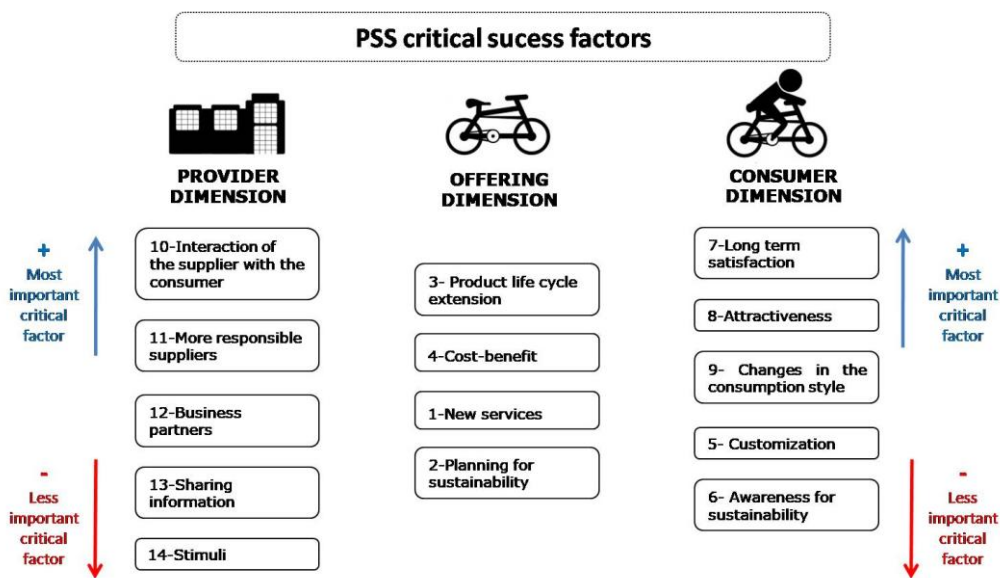 PSS critical sucess factors
PROVIDER
DIMENSION
OFFERING
DIMENSION
CONSUMER
DIMENSION
+
Most
important
critical
factor
-
Less
important
critical
factor
10-Interaction of
the supplier with the
consumer
11-More responsible
suppliers
12-Business
partners
13-Sharing
information
14-Stimuli
3- Product life cycle
extension
4-Cost-benefit
1-New services
2-Planning for
sustainability
7-Long term
satisfaction
8-Attractiveness
9- Changes in the
consumption style
5- Customization
6- Awareness for
sustainability
+
Most
important
critical
factor
-
Less
important
critical
factor